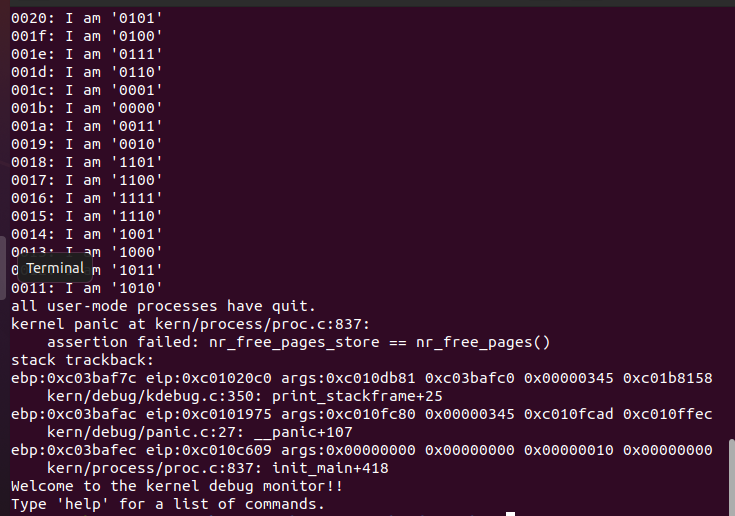 0020: I am '0101'
001f: I am '0100'
001e: I am '0111'
001d: I am '0110'
001c: I am '0001'
001b: I am '0000'
001a: I am '0011'
0019: I am '0010'
0018: I am '1101'
0017: I am '1100'
0016: I am '1111'
0015: I am '1110'
0014: I am '1001'
0013: I am '1000'
Terminal
m '1011'
0011: I am '1010'
all user-mode processes have quit.
kernel panic at kern/process/proc.c:837:
    assertion failed: nr_free_pages_store == nr_free_pages()
stack trackback:
ebp:0xc03baf7c eip:0xc01020c0 args:0xc010db81 0xc03bafc0 0x00000345 0xc01b8158
    kern/debug/kdebug.c:350: print_stackframe+25
ebp:0xc03bafac eip:0xc0101975 args:0xc010fc80 0x00000345 0xc010fcad 0xc010ffec
    kern/debug/panic.c:27: __panic+107
ebp:0xc03bafec eip:0xc010c609 args:0x00000000 0x00000000 0x00000010 0x00000000
    kern/process/proc.c:837: init_main+418
Welcome to the kernel debug monitor!!
Type 'help' for a list of commands.